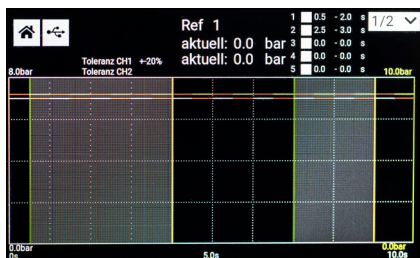 Ref 1
aktuell: 0.0 bar
aktuell: 0.0 bar
1 0.5 - 2.0 s
2 2.5 - 3.0 s
3 0.0 - 0.0 s
4 0.0 - 0.0 s
5 0.0 - 0.0 s
1/2
Toleranz CH1 +-20%
Toleranz CH2
8.0bar
10.0bar
0.0bar
0.0bar
0s
5.0s
10.0s